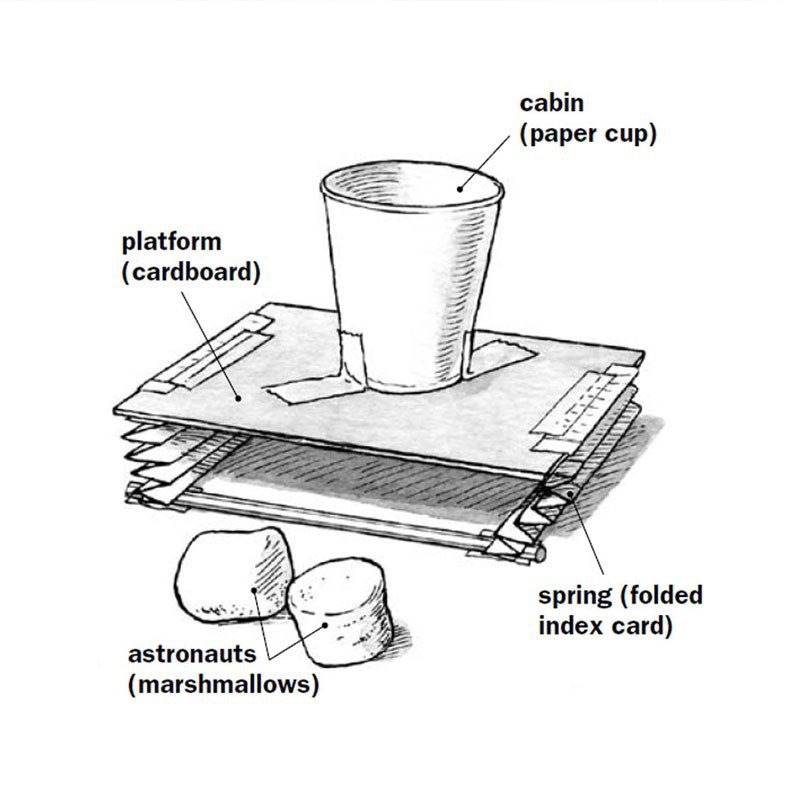 cabin
(paper cup)
platform
(cardboard)
spring (folded
index card)
astronauts
(marshmallows)